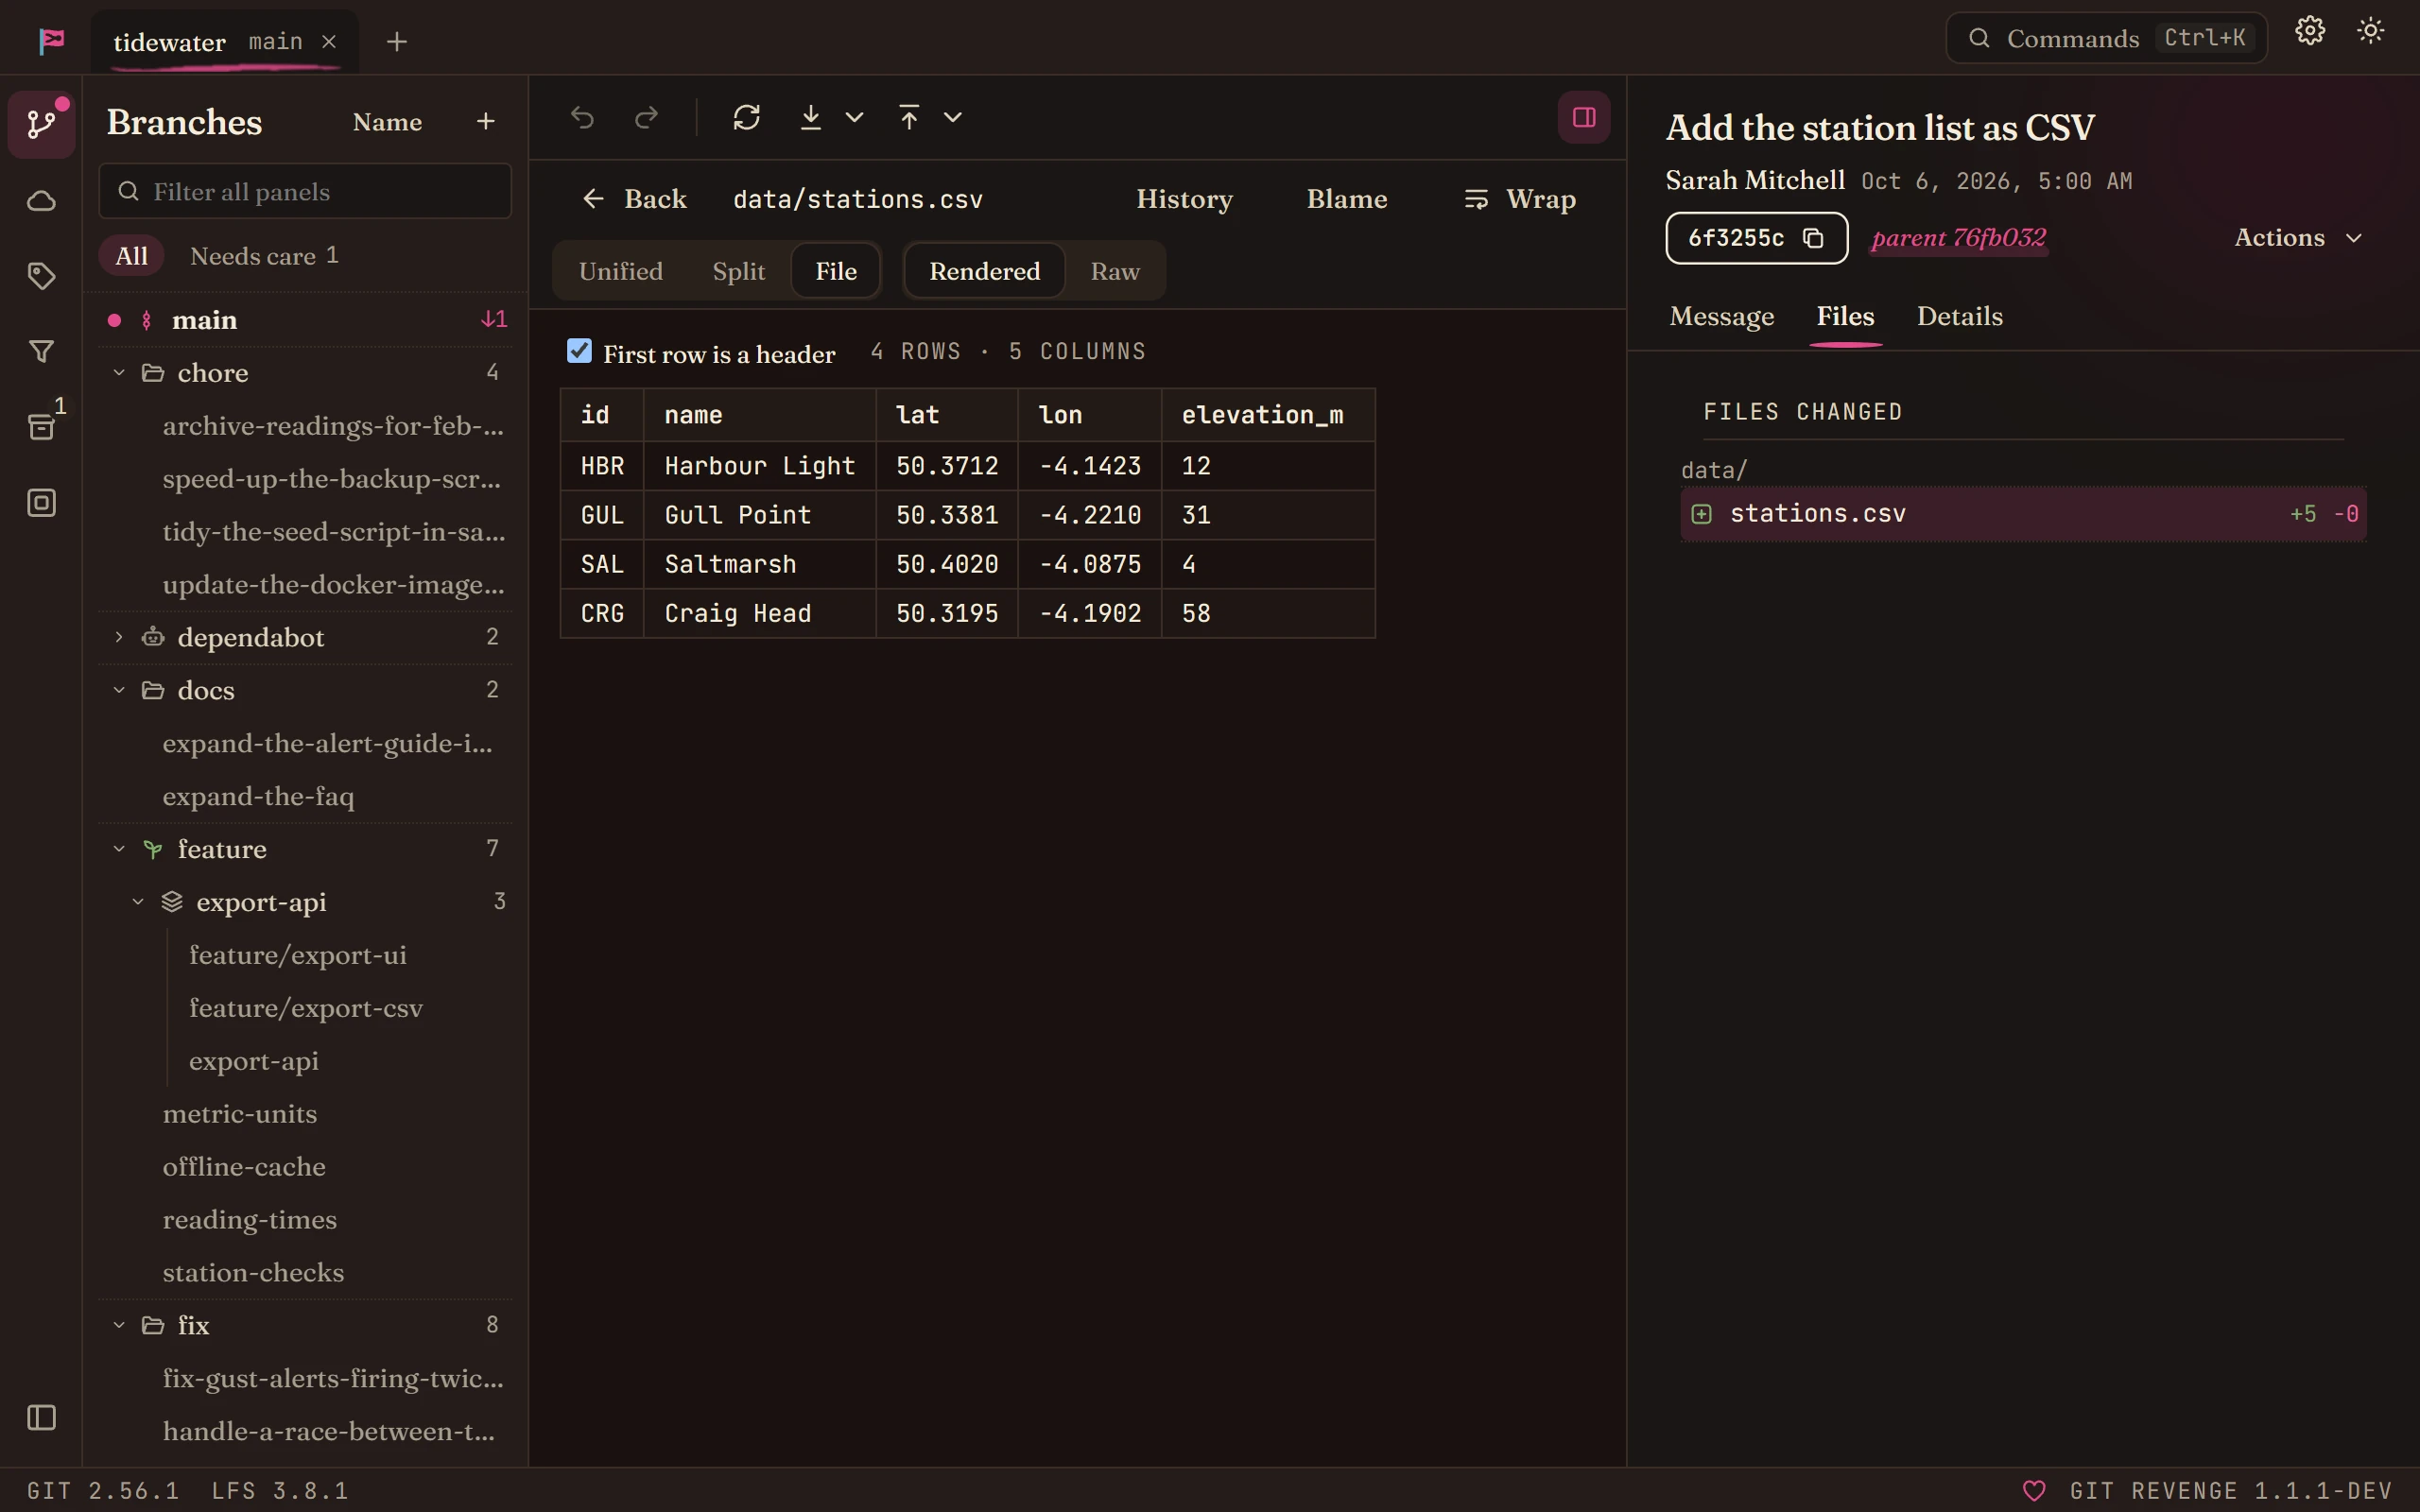 tidewater main
Commands Ctrl+K
Branches Name
Filter all panels
All Needs care 1
main ↓1
chore 4
archive-readings-for-feb-...
speed-up-the-backup-scr...
tidy-the-seed-script-in-sa...
update-the-docker-image...
dependabot 2
docs 2
expand-the-alert-guide-i...
expand-the-faq
feature 7
export-api 3
feature/export-ui
feature/export-csv
export-api
metric-units
offline-cache
reading-times
station-checks
fix 8
fix-gust-alerts-firing-twic...
handle-a-race-between-t...
1
Back data/stations.csv History Blame Wrap
Unified Split File Rendered Raw
First row is a header 4 ROWS · 5 COLUMNS
id name lat lon elevation_m
HBR Harbour Light 50.3712 -4.1423 12
GUL Gull Point 50.3381 -4.2210 31
SAL Saltmarsh 50.4020 -4.0875 4
CRG Craig Head 50.3195 -4.1902 58
Add the station list as CSV
Sarah Mitchell Oct 6, 2026, 5:00 AM
6f3255c parent 76fb032 Actions
Message Files Details
FILES CHANGED
data/
stations.csv +5 -0
GIT 2.56.1 LFS 3.8.1
GIT REVENGE 1.1.1-DEV